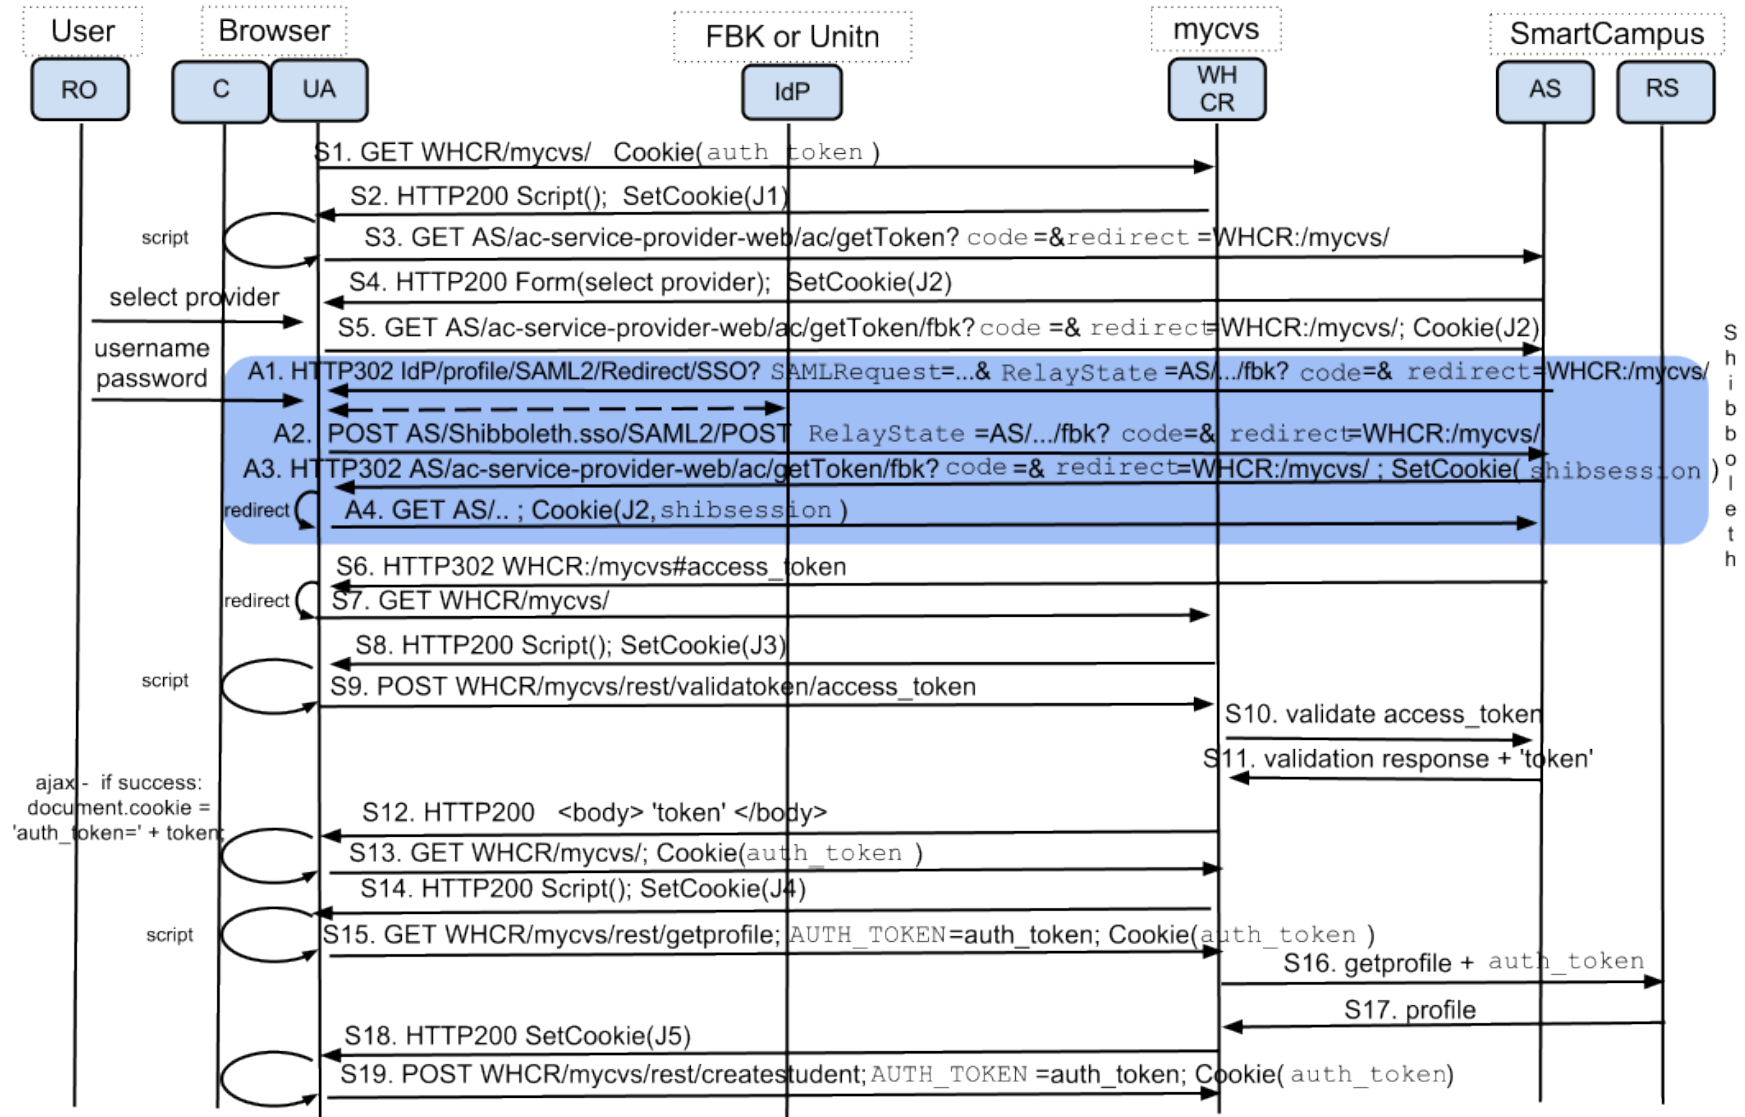 User
Browser
FBK or Unitn
mycvs
SmartCampus
RO
C
UA
IdP
WH
CR
AS
RS
S1. GET WHCR/mycvs/ Cookie(auth_token )
S2. HTTP200 Script(); SetCookie(J1)
script
S3. GET AS/ac-service-provider-web/ac/getToken? code=&redirect =WHCR:/mycvs/
S4. HTTP200 Form(select provider); SetCookie(J2)
select provider
S5. GET AS/ac-service-provider-web/ac/getToken/fbk? code =& redirect=WHCR:/mycvs/; Cookie(J2)
username
password
A1. HTTP302 IdP/profile/SAML2/Redirect/SSO? SAMLRequest=...& RelayState =AS/.../fbk? code=& redirect=WHCR:/mycvs/
A2. POST AS/Shibboleth.sso/SAML2/POST RelayState =AS/.../fbk? code=& redirect=WHCR:/mycvs/
A3. HTTP302 AS/ac-service-provider-web/ac/getToken/fbk? code =& redirect=WHCR:/mycvs/ ; SetCookie( shibsession )
redirect
A4. GET AS/.. ; Cookie(J2, shibsession )
S
h
i
b
b
o
l
e
t
h
S6. HTTP302 WHCR:/mycvs#access_token
redirect
S7. GET WHCR/mycvs/
S8. HTTP200 Script(); SetCookie(J3)
script
S9. POST WHCR/mycvs/rest/validatoken/access_token
S10. validate access_token
S11. validation response + 'token'
ajax - if success:
document.cookie =
'auth_token=' + token;
S12. HTTP200 <body> 'token' </body>
S13. GET WHCR/mycvs/; Cookie(auth_token )
S14. HTTP200 Script(); SetCookie(J4)
script
S15. GET WHCR/mycvs/rest/getprofile; AUTH_TOKEN=auth_token; Cookie(auth_token )
S16. getprofile + auth_token
S17. profile
S18. HTTP200 SetCookie(J5)
S19. POST WHCR/mycvs/rest/createstudent; AUTH_TOKEN =auth_token; Cookie( auth_token)